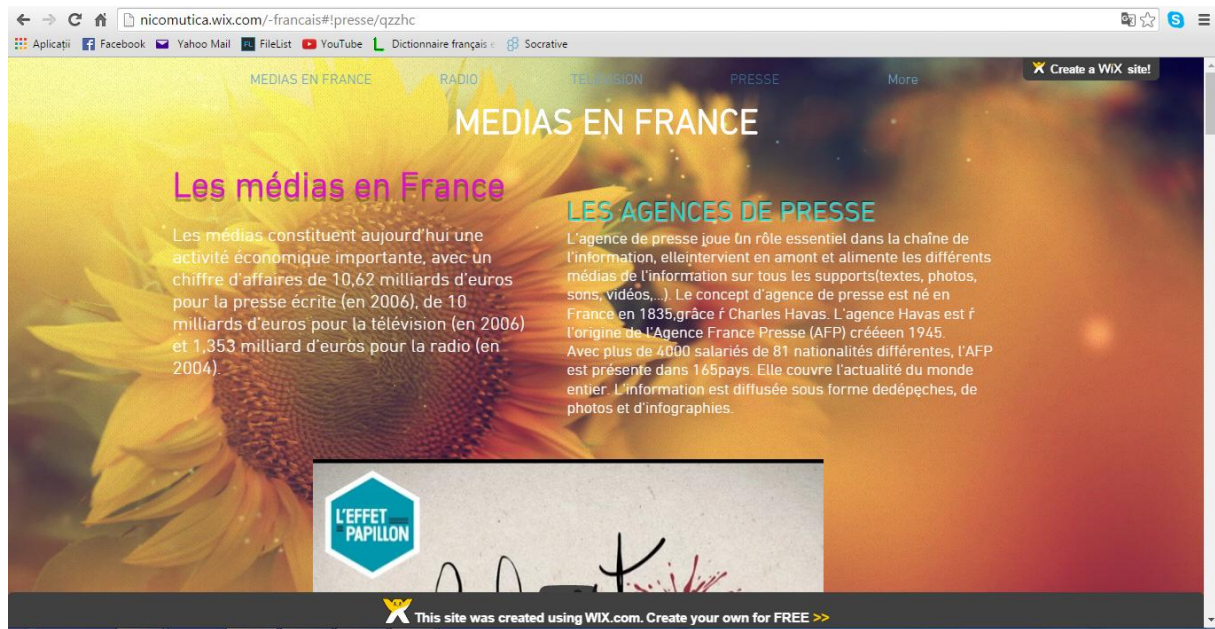 nicomutica.wix.com/-francais#!presse/qzzhc
Aplicații Facebook Yahoo Mail FileList YouTube Dictionnaire français e Socrative
MEDIAS EN FRANCE RADIO TELEVISION PRESSE More
Create a WiX site!
MEDIAS EN FRANCE
Les médias en France
Les médias constituent aujourd'hui une
activité économique importante, avec un
chiffre d'affaires de 10,62 milliards d'euros
pour la presse écrite (en 2006), de 10
milliards d'euros pour la télévision (en 2006)
et 1,353 milliard d'euros pour la radio (en
2004).
LES AGENCES DE PRESSE
L'agence de presse joue un rôle essentiel dans la chaîne de
l'information, elleintervient en amont et alimente les différents
médias de l'information sur tous les supports(textes, photos,
sons, vidéos,...). Le concept d'agence de presse est né en
France en 1835,grâce ŕ Charles Havas. L'agence Havas est ŕ
l'origine de l'Agence France Presse (AFP) crééeen 1945.
Avec plus de 4000 salariés de 81 nationalités différentes, l'AFP
est présente dans 165pays. Elle couvre l'actualité du monde
entier. L'information est diffusée sous forme dedépęches, de
photos et d'infographies.
L'EFFET
PAPILLON
This site was created using WIX.com. Create your own for FREE >>